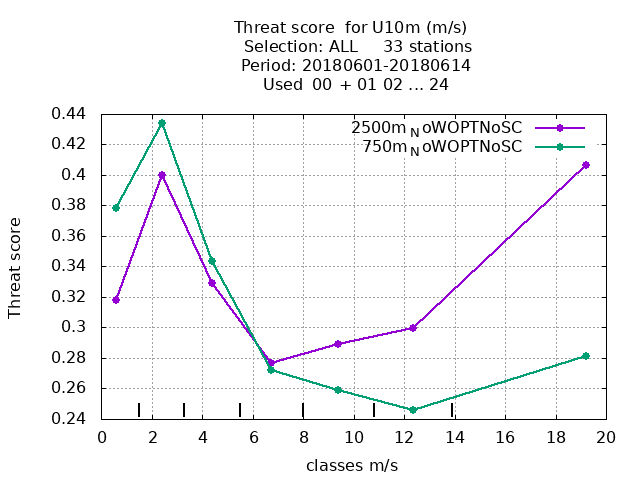 Threat score  for U10m (m/s)
Selection: ALL     33 stations
Period: 20180601-20180614
Used  00  + 01 02 ... 24
0.44
0.42
0.4
0.38
0.36
0.34
0.32
0.3
0.28
0.26
0.24
Threat score
2500m_NoWOPTNoSC
750m_NoWOPTNoSC
0 2 4 6 8 10 12 14 16 18 20
classes m/s